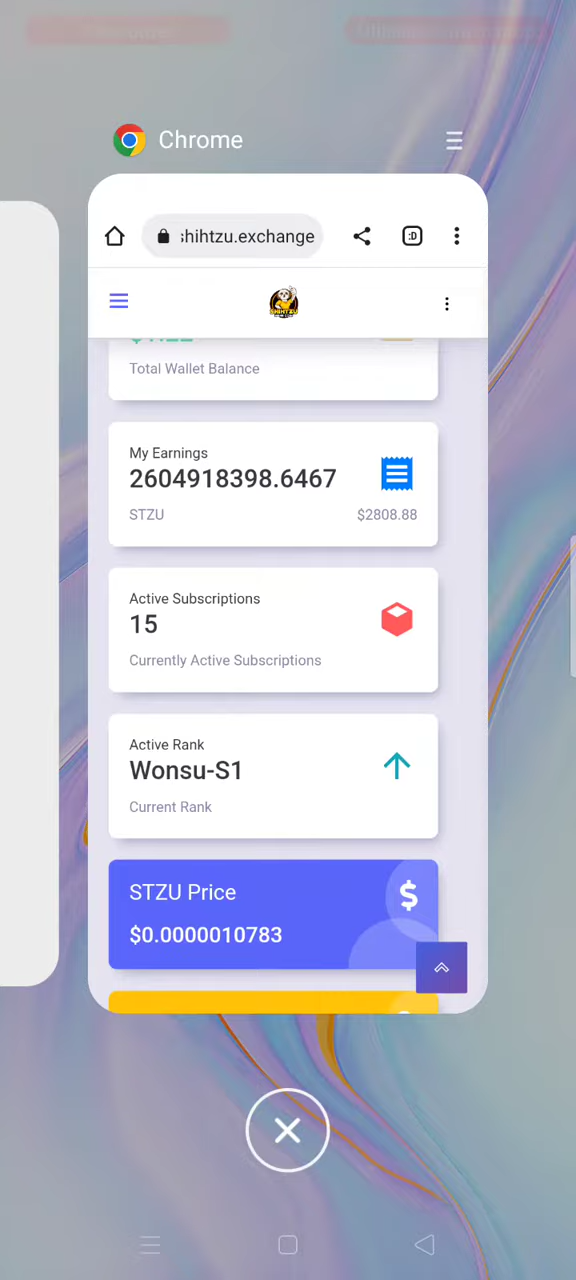 Chrome
shihtzu.exchange
:D
SHIHTZU
Total Wallet Balance
My Earnings
2604918398.6467
STZU
$2808.88
Active Subscriptions
15
Currently Active Subscriptions
Active Rank
Wonsu-S1
Current Rank
STZU Price
$
$0.0000010783